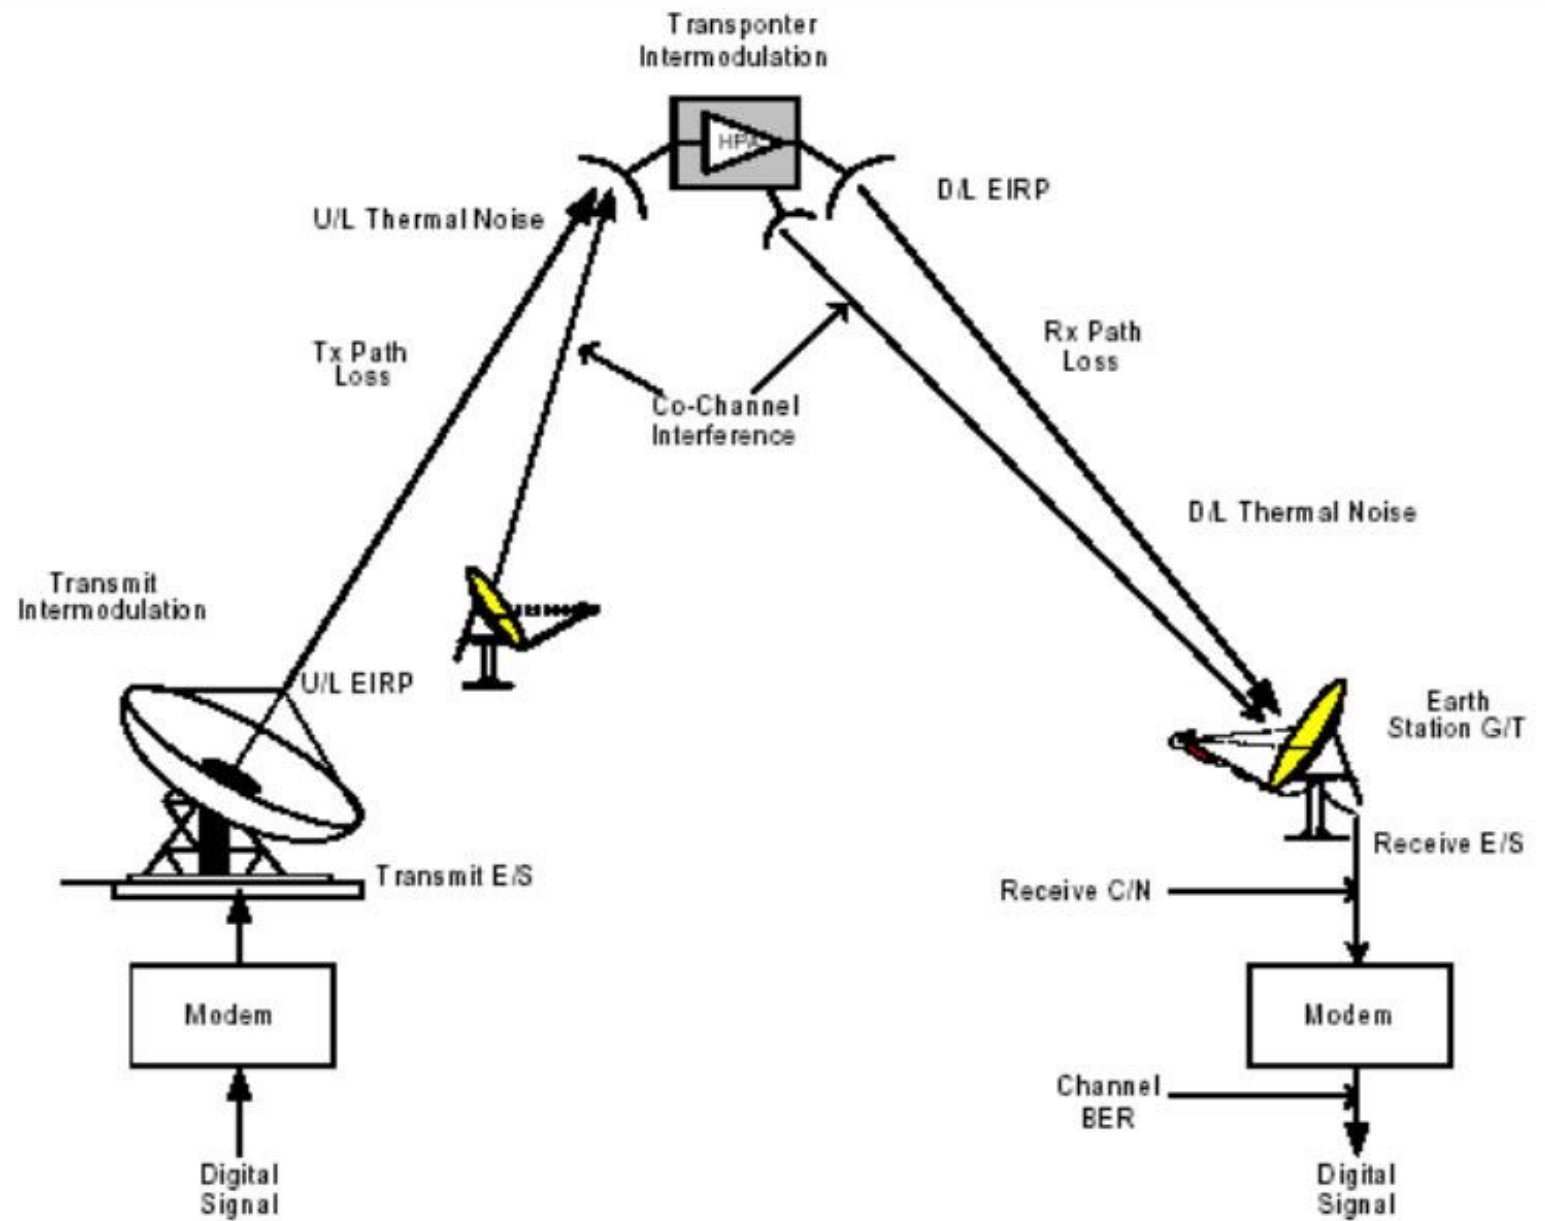 Transponter
Intermodulation
HPA
D/L EIRP
U/L Thermal Noise
Tx Path
Loss
Rx Path
Loss
Co-Channel
Interference
D/L Thermal Noise
Transmit
Intermodulation
U/L EIRP
Earth
Station G/T
Transmit E/S
Receive E/S
Receive C/N
Modem
Modem
Channel
BER
Digital
Signal
Digital
Signal